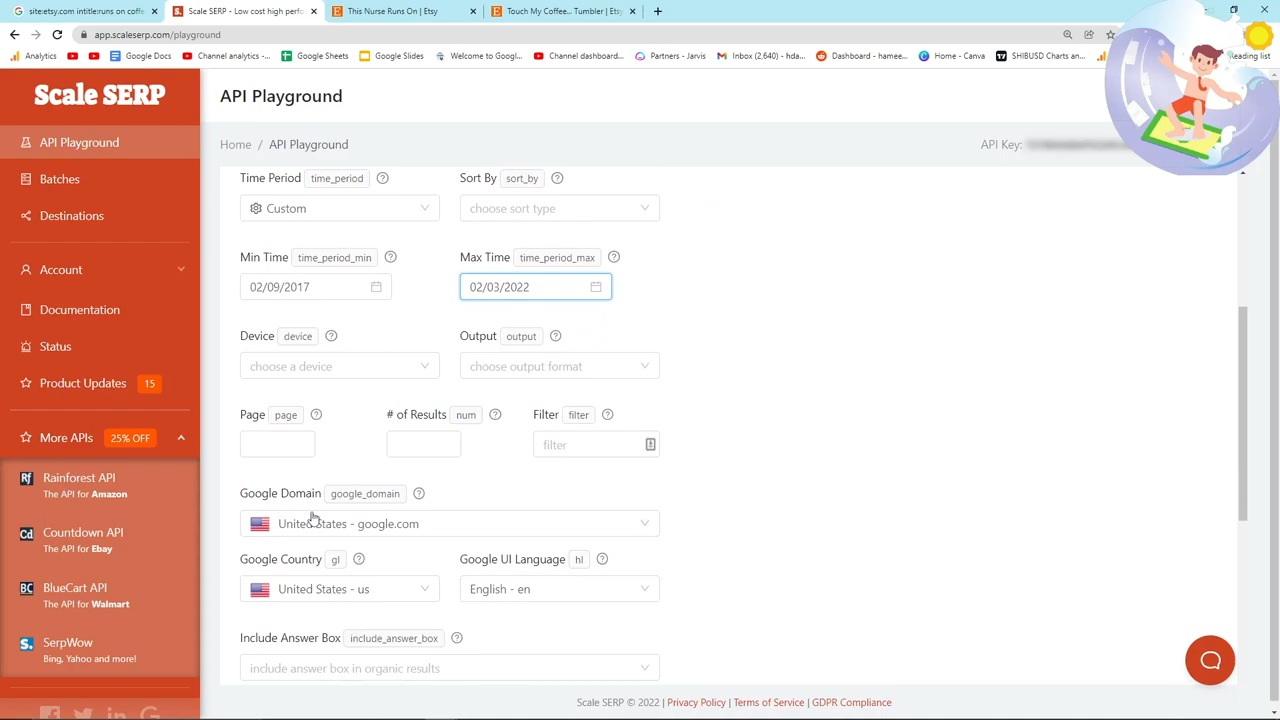 site:etsy.com intitle:runs on coffee
Scale SERP - Low cost high perfo
This Nurse Runs On | Etsy
Touch My Coffee... Tumbler | Etsy
app.scaleserp.com/playground
Analytics
Google Docs
Channel analytics -...
Google Sheets
Google Slides
Channel dashboard...
Partners - Jarvis
Inbox (2,640) - hda...
Dashboard - hamee...
Home - Canva
SHIBUSD Charts an...
Reading list
Scale SERP
API Playground
API Playground
Home / API Playground
API Key:
Batches
Destinations
Account
Documentation
Status
Product Updates 15
More APIs 25% OFF
Rainforest API
The API for Amazon
Countdown API
The API for Ebay
BlueCart API
The API for Walmart
SerpWow
Bing, Yahoo and more!
Time Period time_period
Sort By sort_by
Custom
choose sort type
Min Time time_period_min
Max Time time_period_max
02/09/2017
02/03/2022
Device device
Output output
choose a device
choose output format
Page page
# of Results num
Filter filter
filter
Google Domain google_domain
United States - google.com
Google Country gl
Google UI Language hl
United States - us
English - en
Include Answer Box include_answer_box
include answer box in organic results
Scale SERP © 2022 | Privacy Policy | Terms of Service | GDPR Compliance